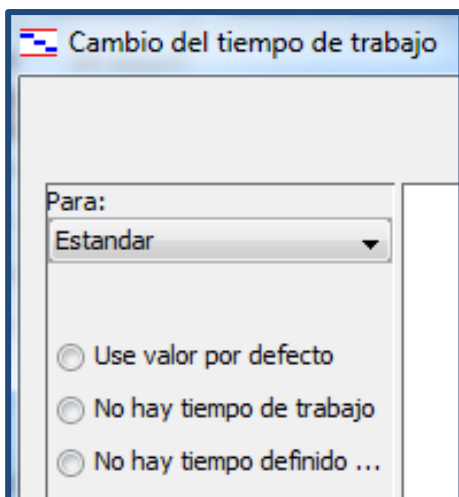 Cambio del tiempo de trabajo
Para:
Estandar
Use valor por defecto
No hay tiempo de trabajo
No hay tiempo definido ...